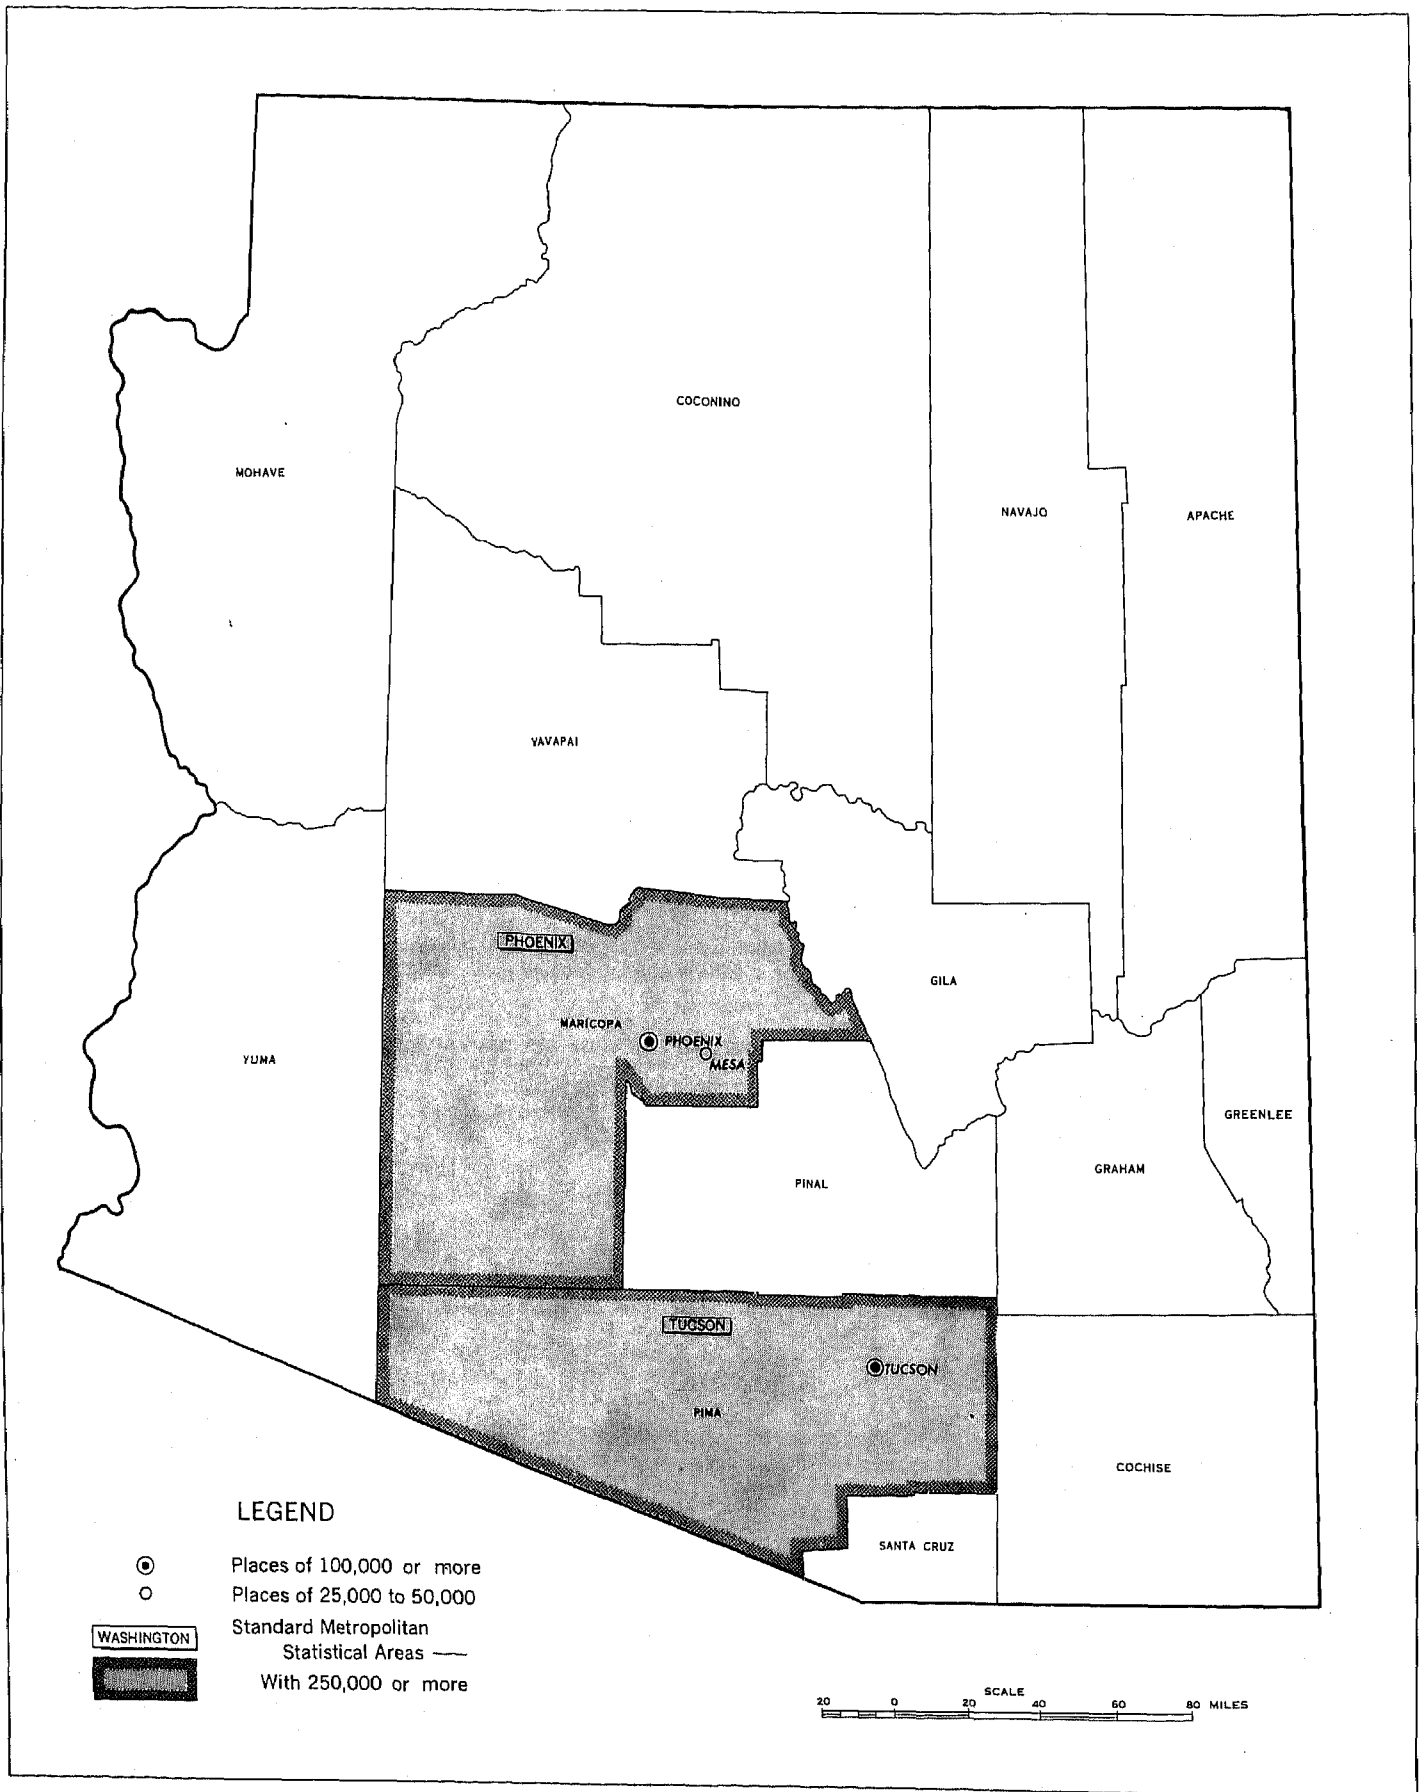 COCONINO
MOHAVE
NAVAJO
APACHE
YAVAPAI
PHOENIX
GILA
MARICOPA
PHOENIX
MESA
YUMA
GREENLEE
GRAHAM
PINAL
TUCSON
TUCSON
PIMA
COCHISE
SANTA CRUZ
LEGEND
Places of 100,000 or more
Places of 25,000 to 50,000
WASHINGTON
Standard Metropolitan
Statistical Areas —
With 250,000 or more
SCALE
20 0 20 40 60 80 MILES